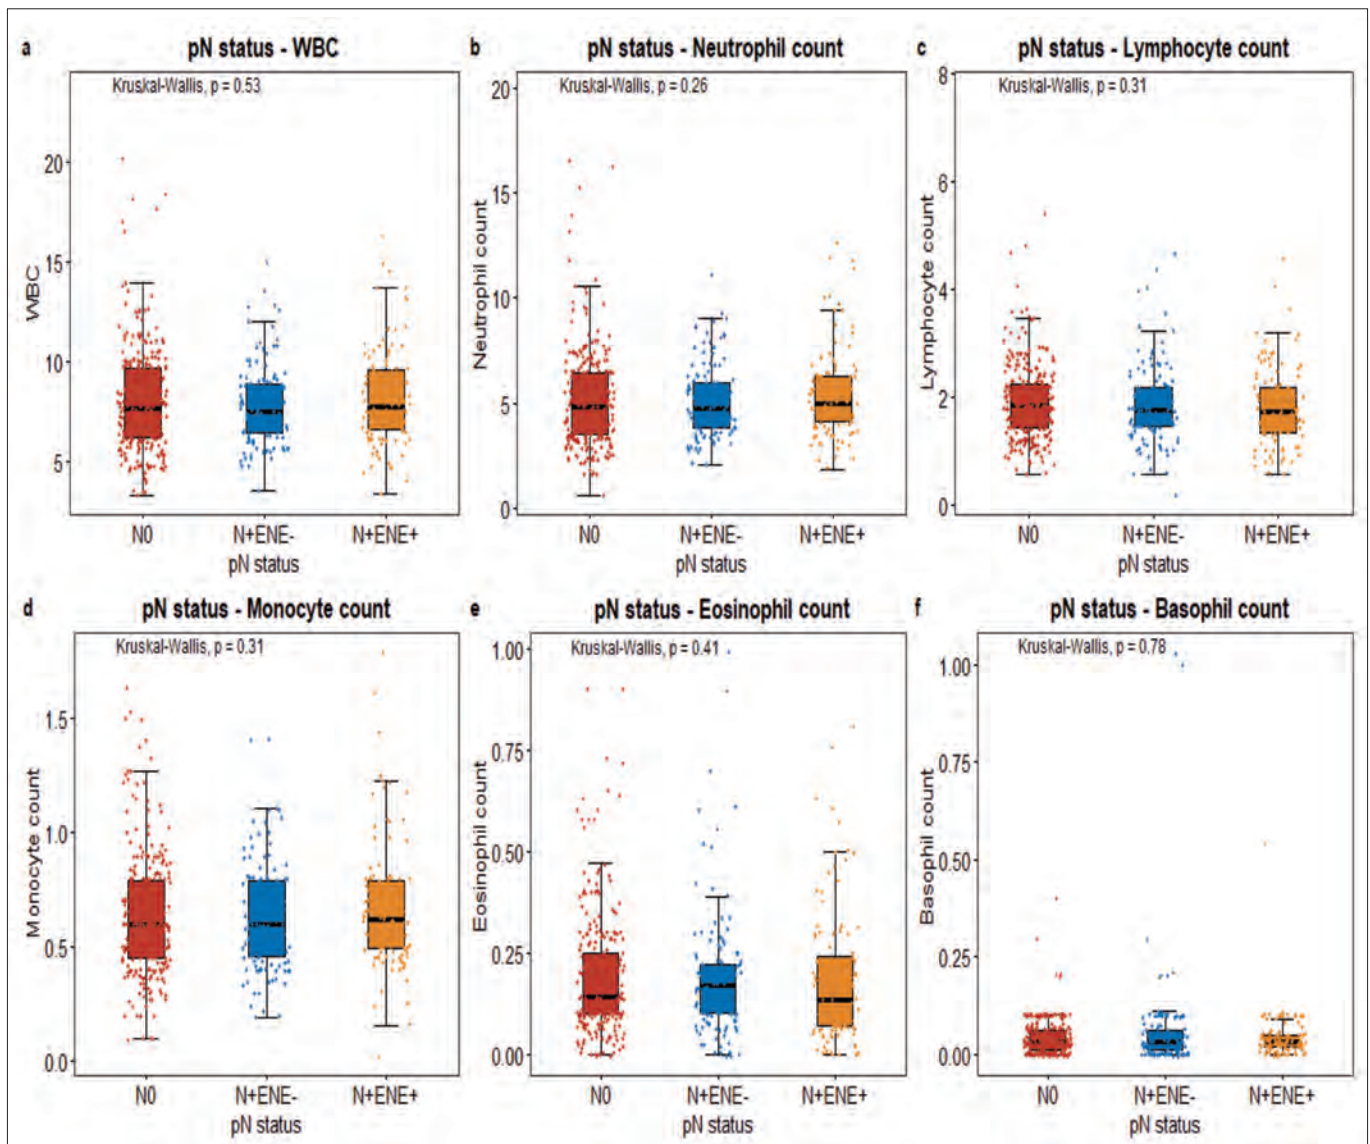 a
pN status - WBC
Kruskal-Wallis, p = 0.53
WBC
20
15
10
5
N0 N+ENE- N+ENE+
pN status
b
pN status - Neutrophil count
Kruskal-Wallis, p = 0.26
Neutrophil count
20
15
10
5
0
N0 N+ENE- N+ENE+
pN status
c
pN status - Lymphocyte count
Kruskal-Wallis, p = 0.31
Lymphocyte count
8
6
4
2
0
N0 N+ENE- N+ENE+
pN status
d
pN status - Monocyte count
Kruskal-Wallis, p = 0.31
Monocyte count
1.5
1.0
0.5
0.0
N0 N+ENE- N+ENE+
pN status
e
pN status - Eosinophil count
Kruskal-Wallis, p = 0.41
Eosinophil count
1.00
0.75
0.50
0.25
0.00
N0 N+ENE- N+ENE+
pN status
f
pN status - Basophil count
Kruskal-Wallis, p = 0.78
Basophil count
1.00
0.75
0.50
0.25
0.00
N0 N+ENE- N+ENE+
pN status